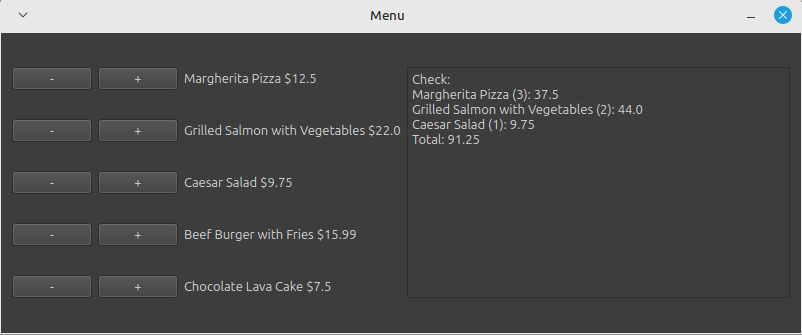 Menu
- + Margherita Pizza $12.5
- + Grilled Salmon with Vegetables $22.0
- + Caesar Salad $9.75
- + Beef Burger with Fries $15.99
- + Chocolate Lava Cake $7.5
Check:
Margherita Pizza (3): 37.5
Grilled Salmon with Vegetables (2): 44.0
Caesar Salad (1): 9.75
Total: 91.25